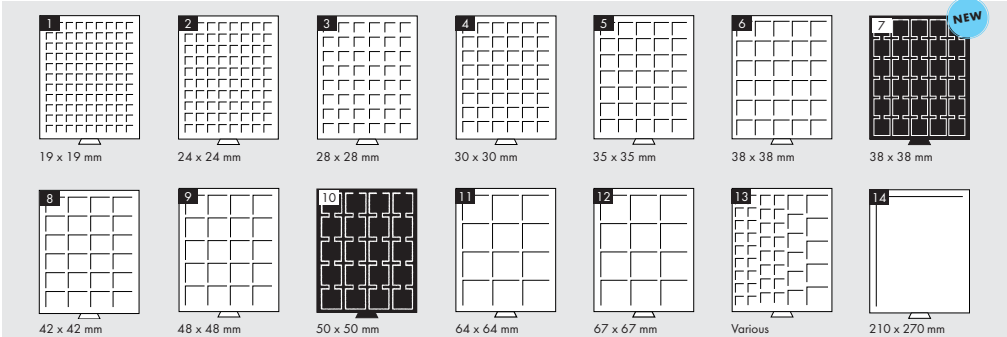 1 2 3 4 5 6 7 NEW
19 x 19 mm 24 x 24 mm 28 x 28 mm 30 x 30 mm 35 x 35 mm 38 x 38 mm 38 x 38 mm
8 9 10 11 12 13 14
42 x 42 mm 48 x 48 mm 50 x 50 mm 64 x 64 mm 67 x 67 mm Various 210 x 270 mm